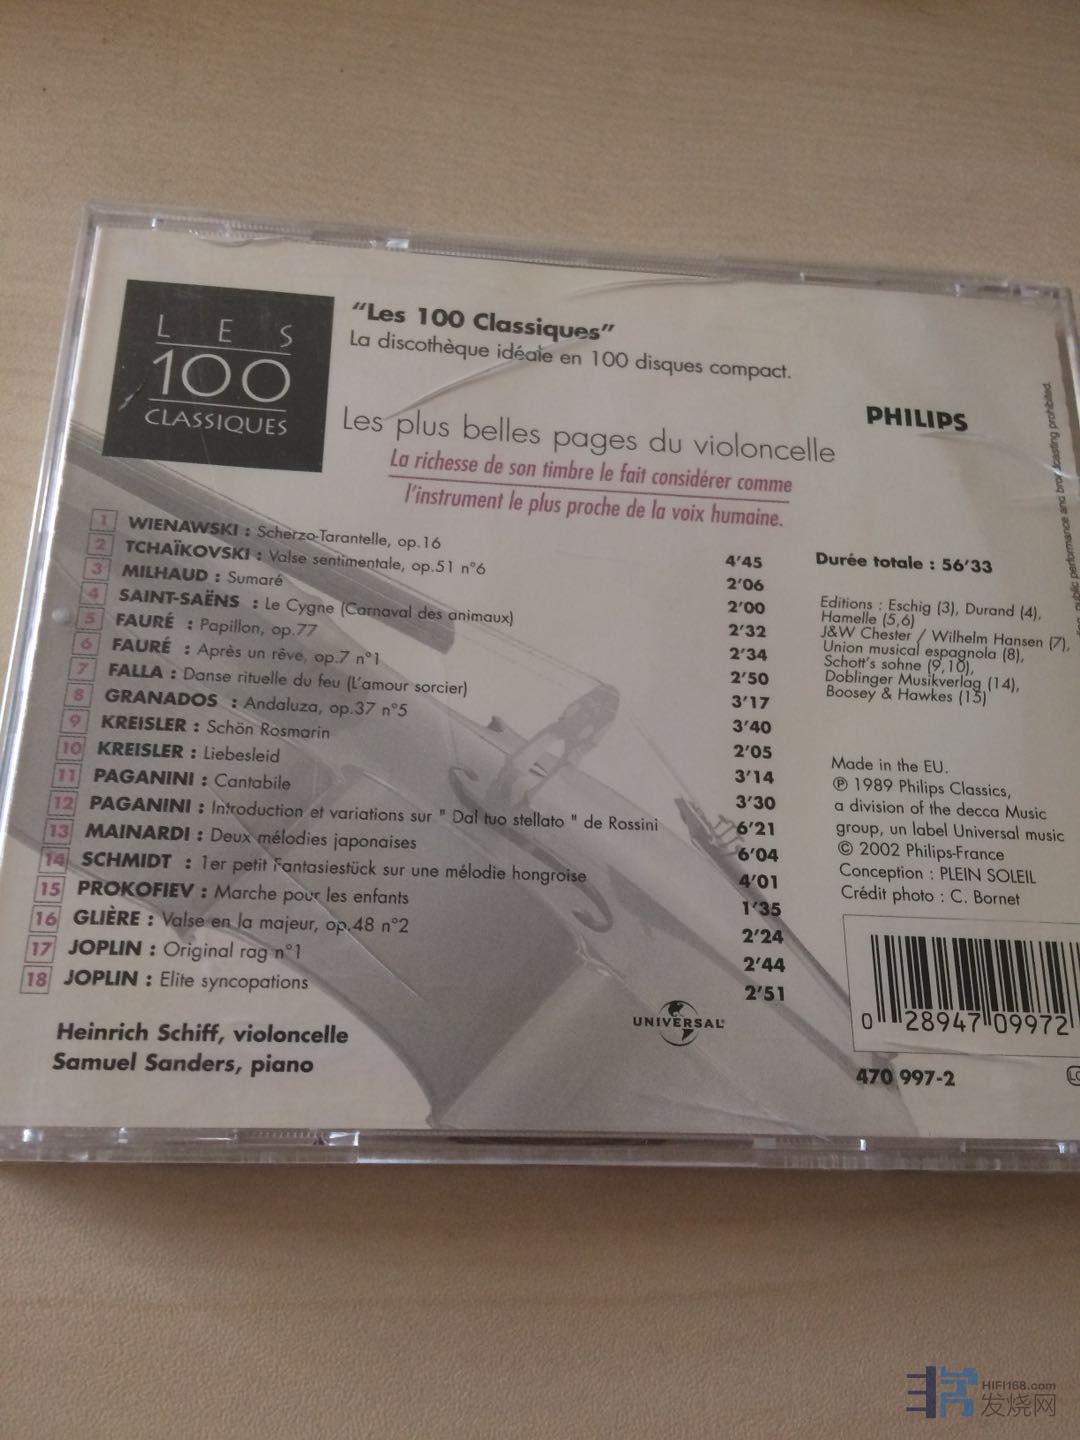 LES
100
CLASSIQUES
"Les 100 Classiques"
La discothèque idéale en 100 disques compact.
PHILIPS
Les plus belles pages du violoncelle
La richesse de son timbre le fait considérer comme
l'instrument le plus proche de la voix humaine.
1 WIENAWSKI : Scherzo-Tarantelle, op.16 4'45
2 TCHAÏKOVSKI : Valse sentimentale, op.51 n°6 2'06
3 MILHAUD : Sumaré 2'00
4 SAINT-SAËNS : Le Cygne (Carnaval des animaux) 2'32
5 FAURÉ : Papillon, op.77 2'34
6 FAURÉ : Après un rêve, op.7 n°1 2'50
7 FALLA : Danse rituelle du feu (L'amour sorcier) 3'17
8 GRANADOS : Andaluza, op.37 n°5 3'40
9 KREISLER : Schön Rosmarin 2'05
10 KREISLER : Liebesleid 3'14
11 PAGANINI : Cantabile 3'30
12 PAGANINI : Introduction et variations sur " Dal tuo stellato " de Rossini 6'21
13 MAINARDI : Deux mélodies japonaises 6'04
14 SCHMIDT : 1er petit Fantasiestück sur une mélodie hongroise 4'01
15 PROKOFIEV : Marche pour les enfants 1'35
16 GLIÈRE : Valse en la majeur, op.48 n°2 2'24
17 JOPLIN : Original rag n°1 2'44
18 JOPLIN : Elite syncopations 2'51
Heinrich Schiff, violoncelle
Samuel Sanders, piano
UNIVERSAL
Durée totale : 56'33
Editions : Eschig (3), Durand (4),
Hamelle (5,6)
J&W Chester / Wilhelm Hansen (7),
Union musical espagnola (8),
Schott's sohne (9,10),
Doblinger Musikverlag (14),
Boosey & Hawkes (15)
Made in the EU.
℗ 1989 Philips Classics,
a division of the decca Music
group, un label Universal music
© 2002 Philips-France
Conception : PLEIN SOLEIL
Crédit photo : C. Bornet
0 28947 09972
470 997-2
public performance and broadcasting prohibited.
HIFI168.com
发烧网